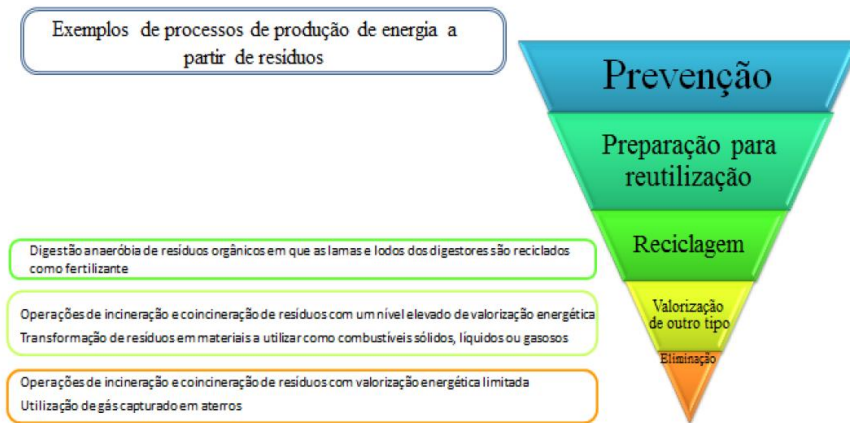 Exemplos de processos de produção de energia a
partir de resíduos
Prevenção
Preparação para
reutilização
Reciclagem
Valorização
de outro tipo
Eliminação
Digestão anaeróbia de resíduos orgânicos em que as lamas e lodos dos digestores são reciclados
como fertilizante
Operações de incineração e coincineração de resíduos com um nível elevado de valorização energética
Transformação de resíduos em materiais a utilizar como combustíveis sólidos, líquidos ou gasosos
Operações de incineração e coincineração de resíduos com valorização energética limitada
Utilização de gás capturado em aterros